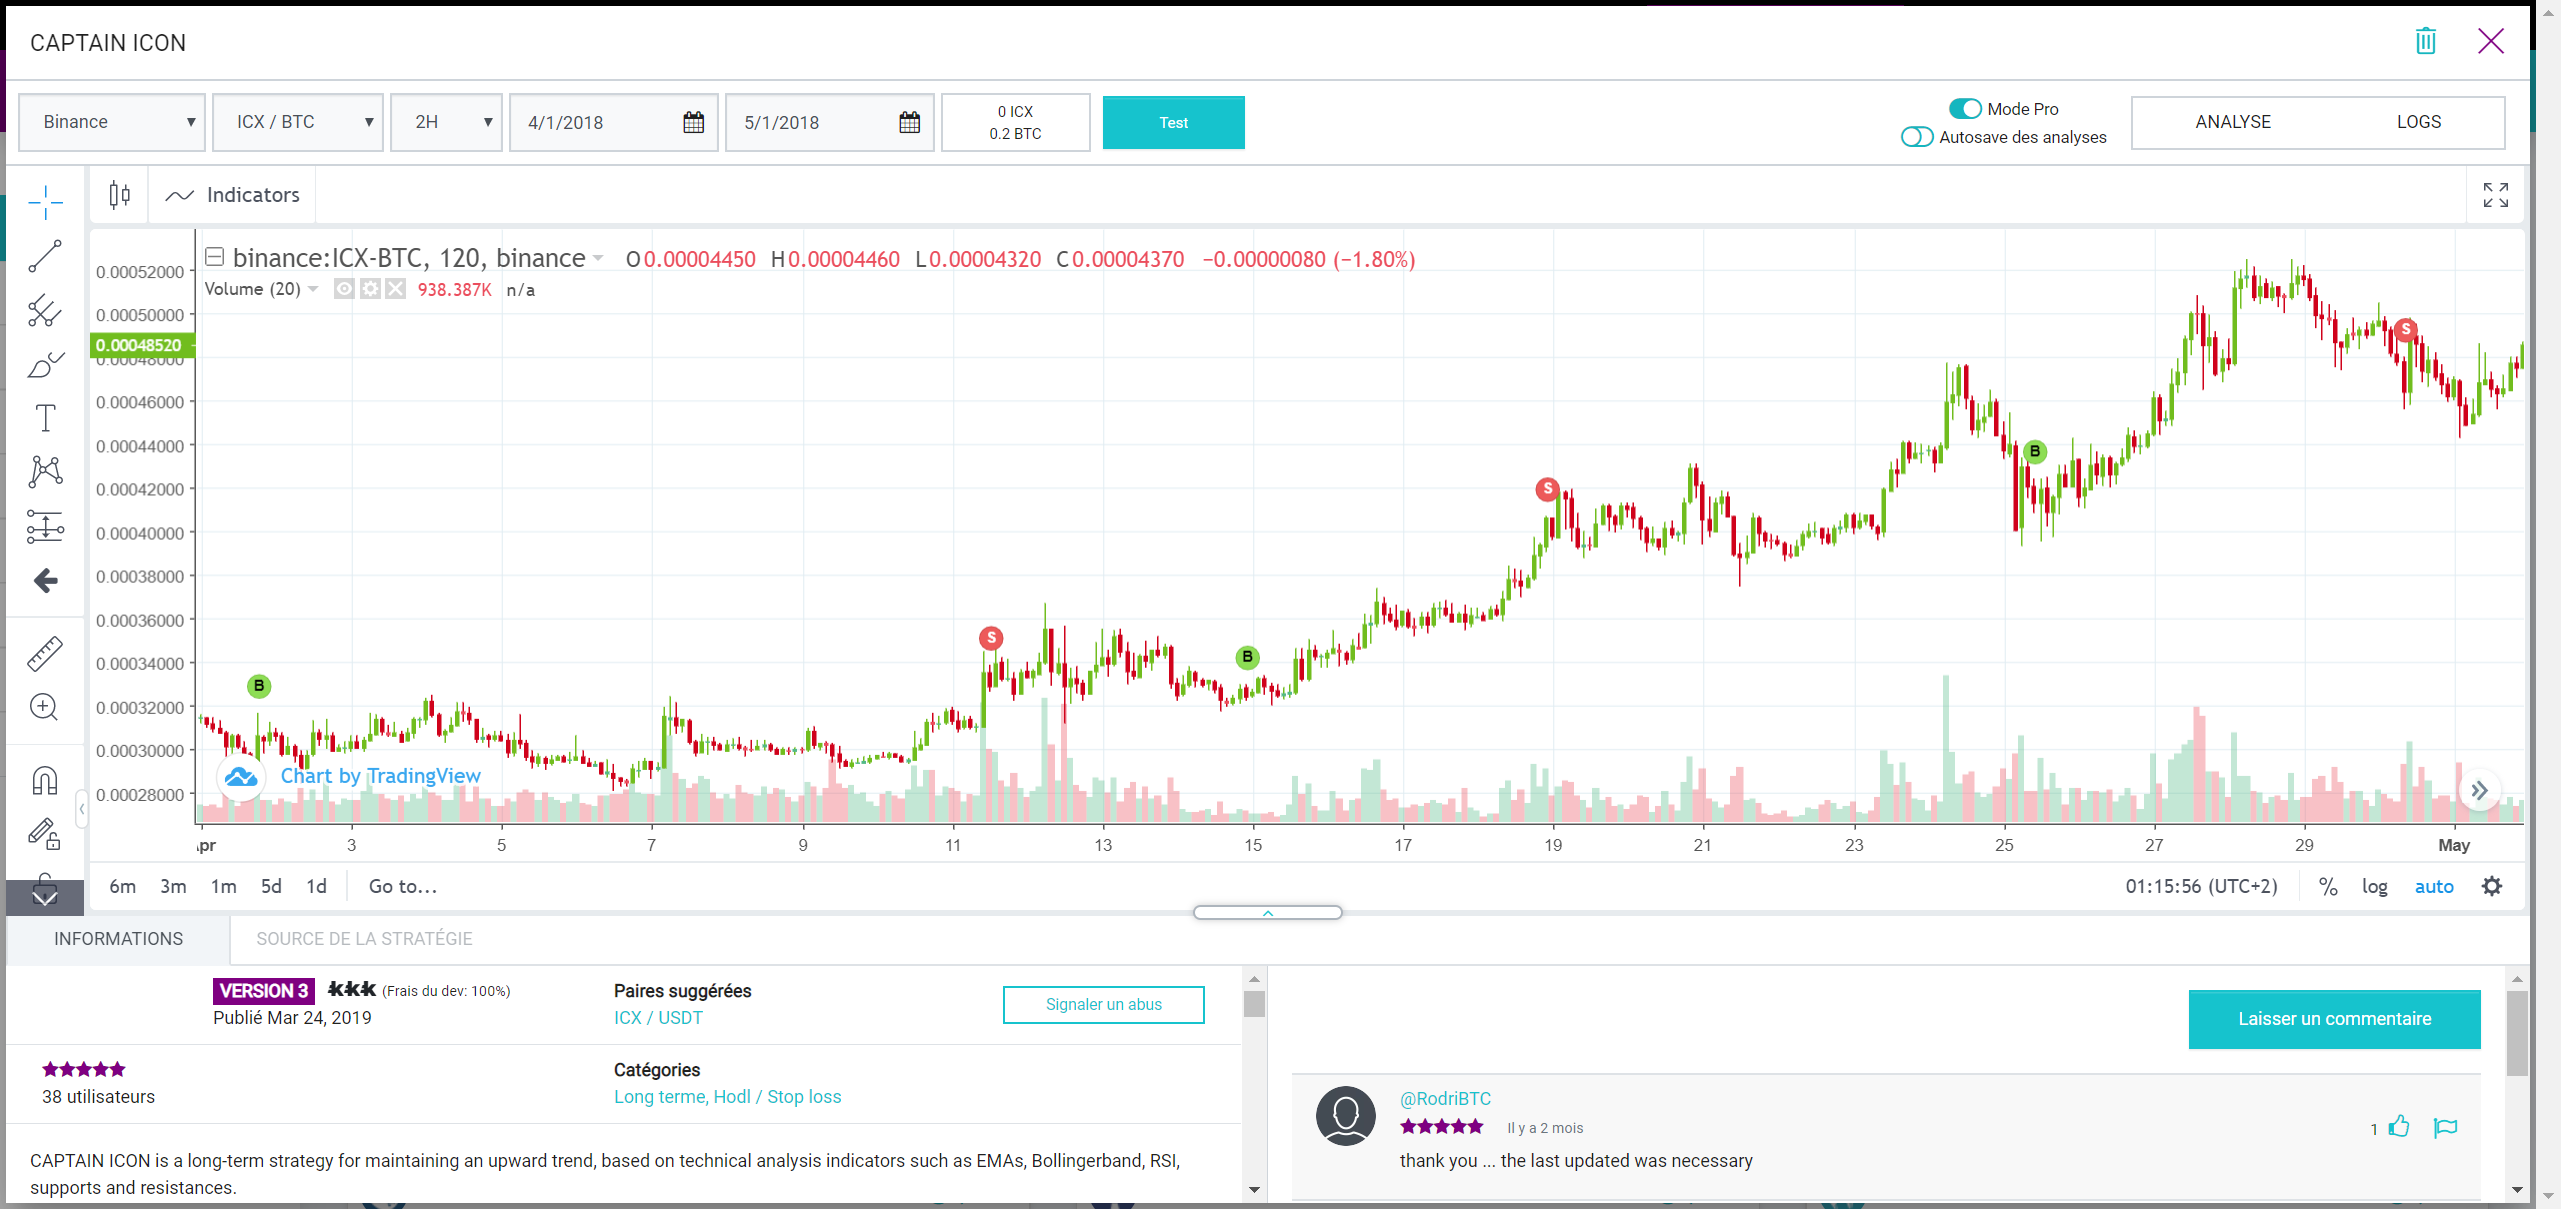 CAPTAIN ICON
Binance ICX / BTC 2H 4/1/2018 5/1/2018
0 ICX
0.2 BTC
Test
Mode Pro
Autosave des analyses
ANALYSE LOGS
Indicators
binance:ICX-BTC, 120, binance O0.00004450 H0.00004460 L0.00004320 C0.00004370 −0.00000080 (−1.80%)
Volume (20) 938.387K n/a
0.00052000
0.00050000
0.00048520
0.00048000
0.00046000
0.00044000
0.00042000
0.00040000
0.00038000
0.00036000
0.00034000
0.00032000
0.00030000
0.00028000
B
S
B
S
B
S
Chart by TradingView
pr 3 5 7 9 11 13 15 17 19 21 23 25 27 29 May
6m 3m 1m 5d 1d Go to... 01:15:56 (UTC+2) % log auto
INFORMATIONS SOURCE DE LA STRATÉGIE
VERSION 3 kkk (Frais du dev: 100%)
Publié Mar 24, 2019
Paires suggérées
ICX / USDT
Signaler un abus
38 utilisateurs
Catégories
Long terme, Hodl / Stop loss
CAPTAIN ICON is a long-term strategy for maintaining an upward trend, based on technical analysis indicators such as EMAs, Bollingerband, RSI,
supports and resistances.
Laisser un commentaire
@RodriBTC
Il y a 2 mois
1
thank you ... the last updated was necessary